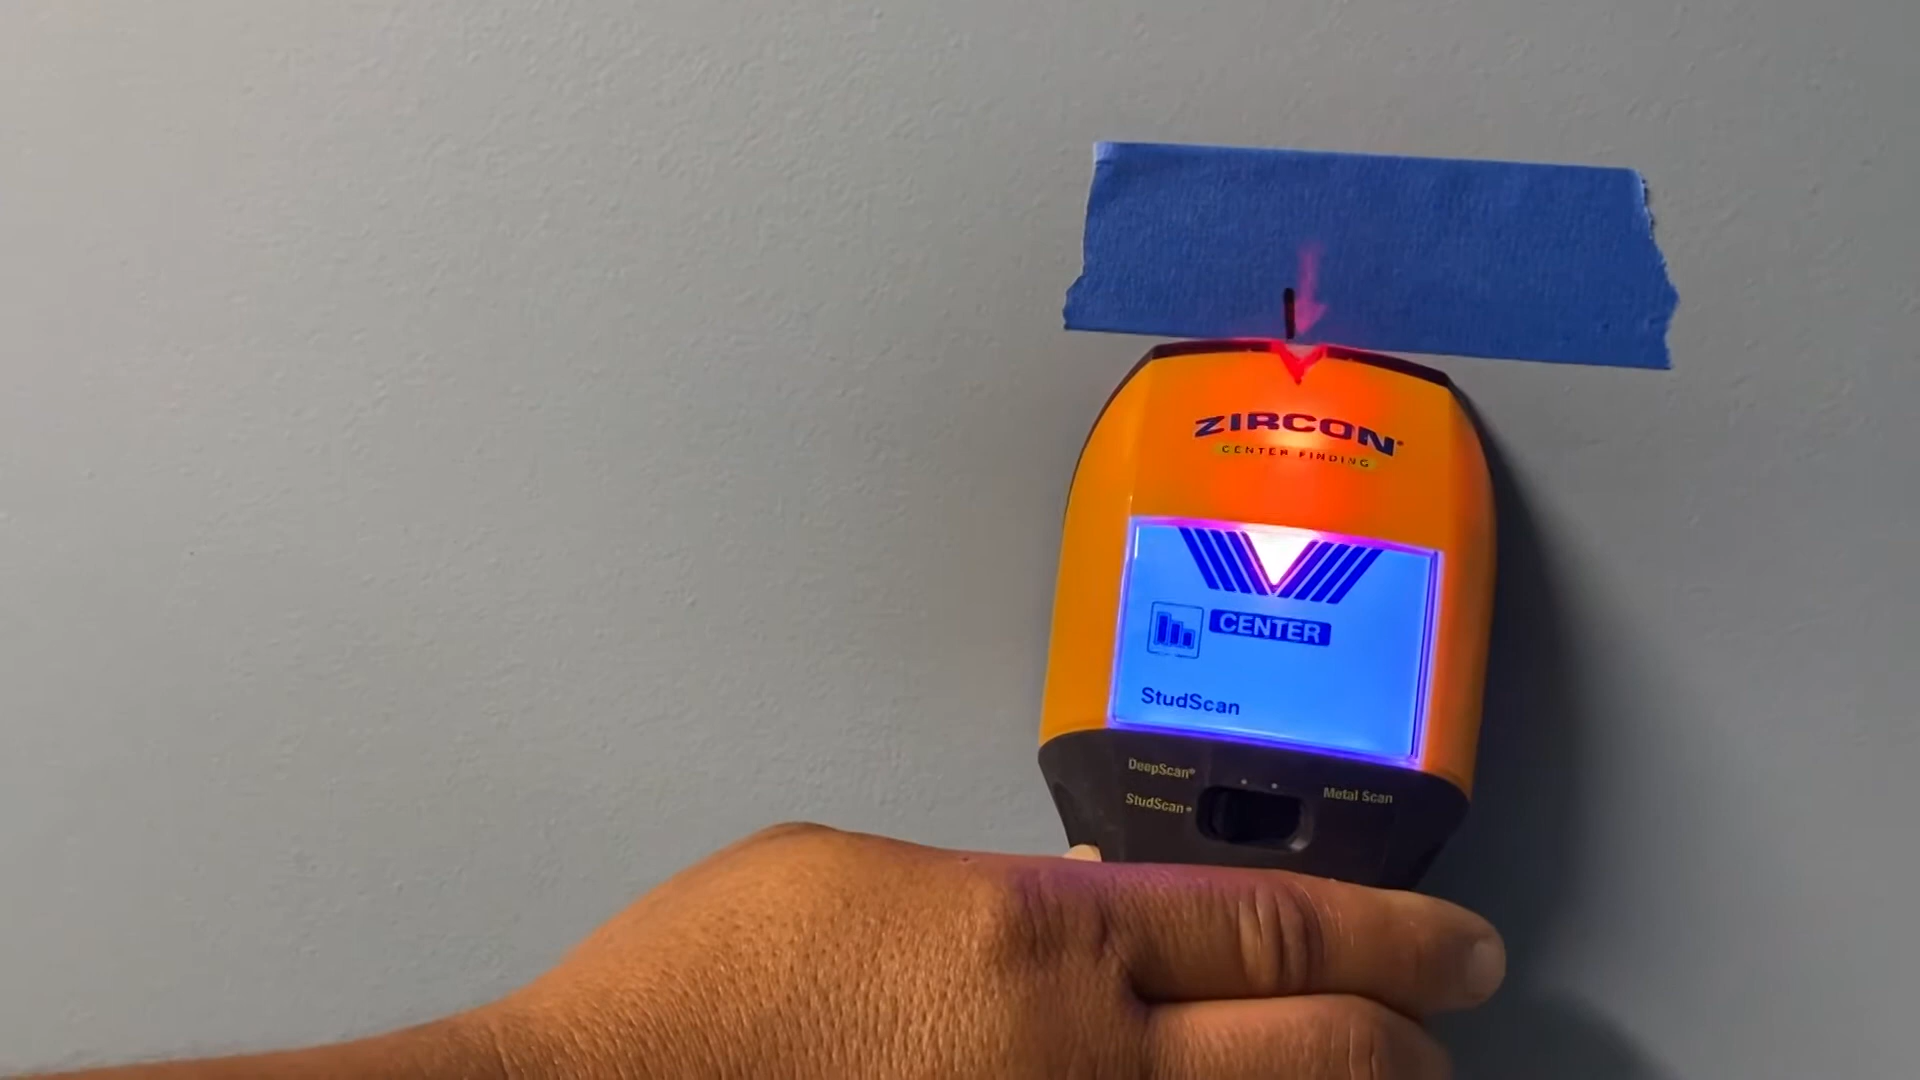 ZIRCON®
CENTER FINDING
CENTER
StudScan
DeepScan®
StudScan
Metal Scan